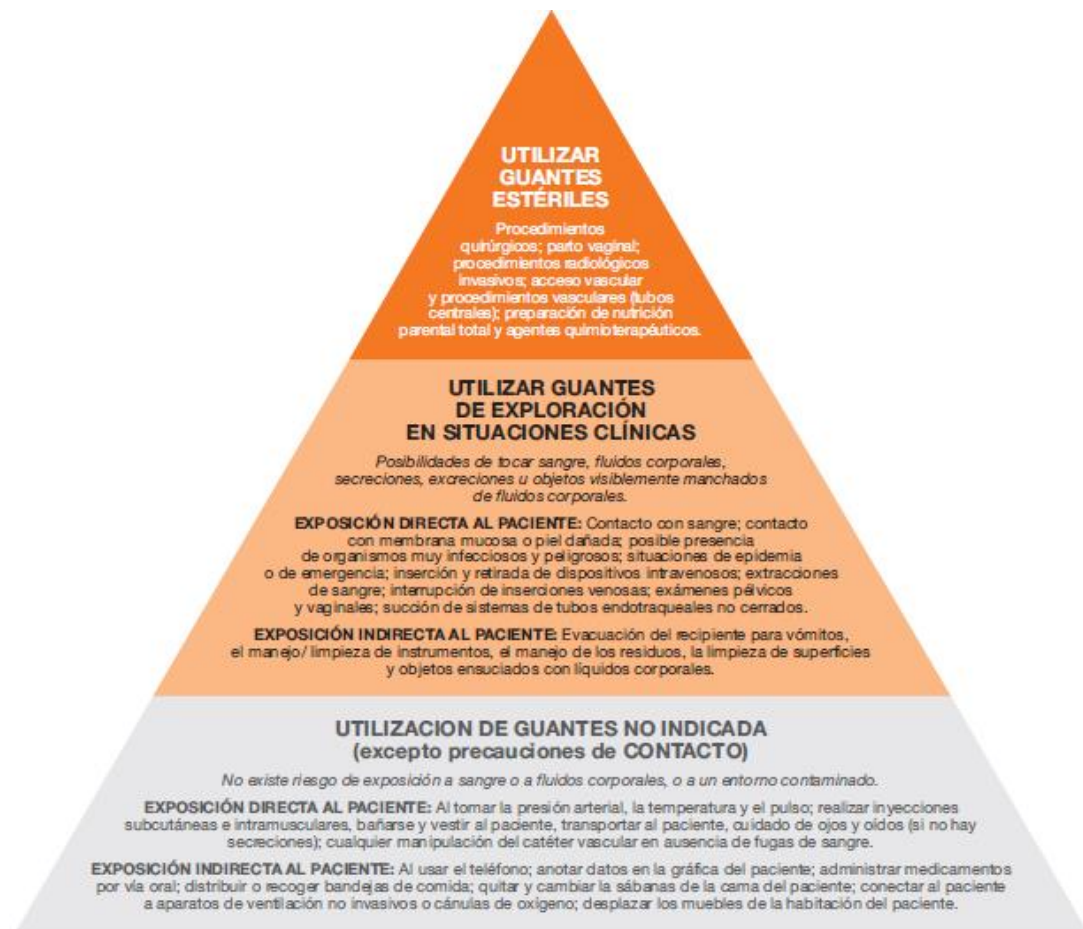 UTILIZAR
GUANTES
ESTÉRILES
Procedimientos
quirúrgicos; parto vaginal;
procedimientos radiológicos
invasivos; acceso vascular
y procedimientos vasculares (tubos
centrales); preparación de nutrición
parental total y agentes quimioterapéuticos.
UTILIZAR GUANTES
DE EXPLORACIÓN
EN SITUACIONES CLÍNICAS
Posibilidades de tocar sangre, fluidos corporales,
secreciones, excreciones u objetos visiblemente manchados
de fluidos corporales.
EXPOSICIÓN DIRECTA AL PACIENTE: Contacto con sangre; contacto
con membrana mucosa o piel dañada; posible presencia
de organismos muy infecciosos y peligrosos; situaciones de epidemia
o de emergencia; inserción y retirada de dispositivos intravenosos; extracciones
de sangre; interrupción de inserciones venosas; exámenes pélvicos
y vaginales; succión de sistemas de tubos endotraqueales no cerrados.
EXPOSICIÓN INDIRECTA AL PACIENTE: Evacuación del recipiente para vómitos,
el manejo/ limpieza de instrumentos, el manejo de los residuos, la limpieza de superficies
y objetos ensuciados con líquidos corporales.
UTILIZACION DE GUANTES NO INDICADA
(excepto precauciones de CONTACTO)
No existe riesgo de exposición a sangre o a fluidos corporales, o a un entorno contaminado.
EXPOSICIÓN DIRECTA AL PACIENTE: Al tomar la presión arterial, la temperatura y el pulso; realizar inyecciones
subcutáneas e intramusculares, bañarse y vestir al paciente, transportar al paciente, cuidado de ojos y oídos (si no hay
secreciones); cualquier manipulación del catéter vascular en ausencia de fugas de sangre.
EXPOSICIÓN INDIRECTA AL PACIENTE: Al usar el teléfono; anotar datos en la gráfica del paciente; administrar medicamentos
por vía oral; distribuir o recoger bandejas de comida; quitar y cambiar la sábanas de la cama del paciente; conectar al paciente
a aparatos de ventilación no invasivos o cánulas de oxígeno; desplazar los muebles de la habitación del paciente.